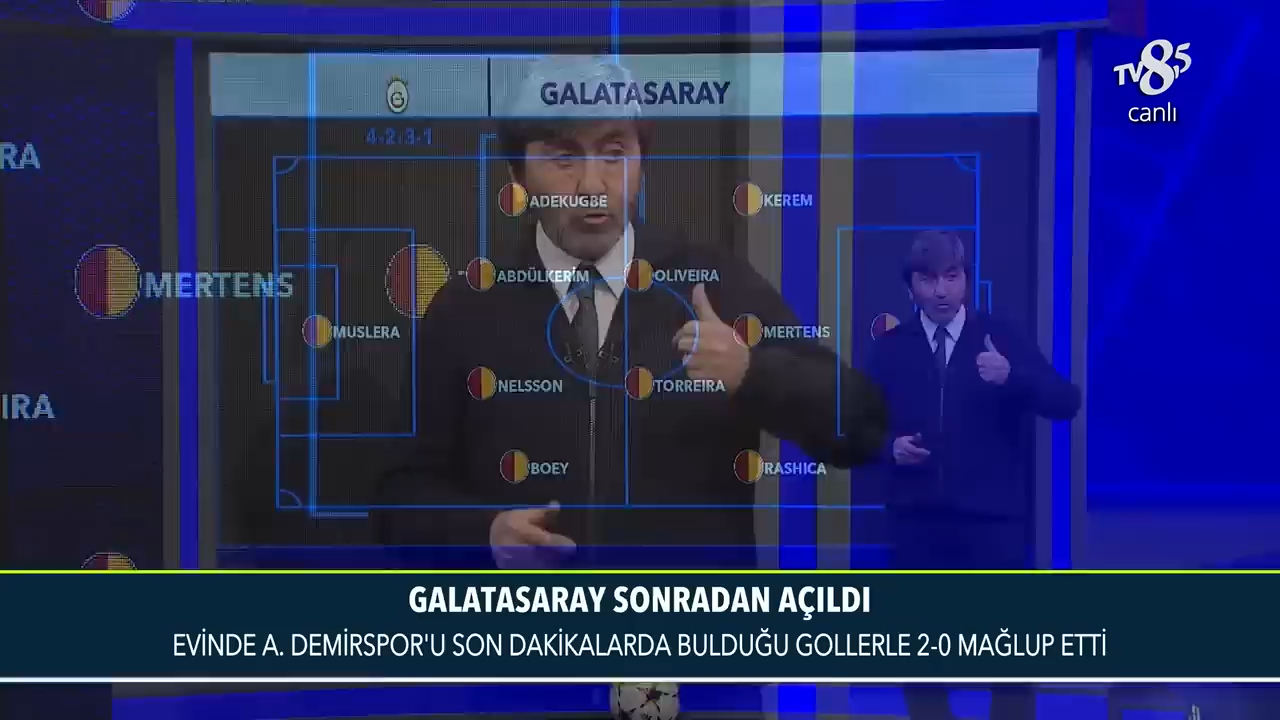 GALATASARAY
TV8,5
canlı
4-2-3-1
RA
ADEKUGBE
KEREM
ABDÜLKERİM
OLIVEIRA
MERTENS
MUSLERA
MERTENS
NELSSON
TORREIRA
IRA
BOEY
RASHICA
GALATASARAY SONRADAN AÇILDI
EVİNDE A. DEMİRSPOR'U SON DAKİKALARDA BULDUĞU GOLLERLE 2-0 MAĞLUP ETTİ